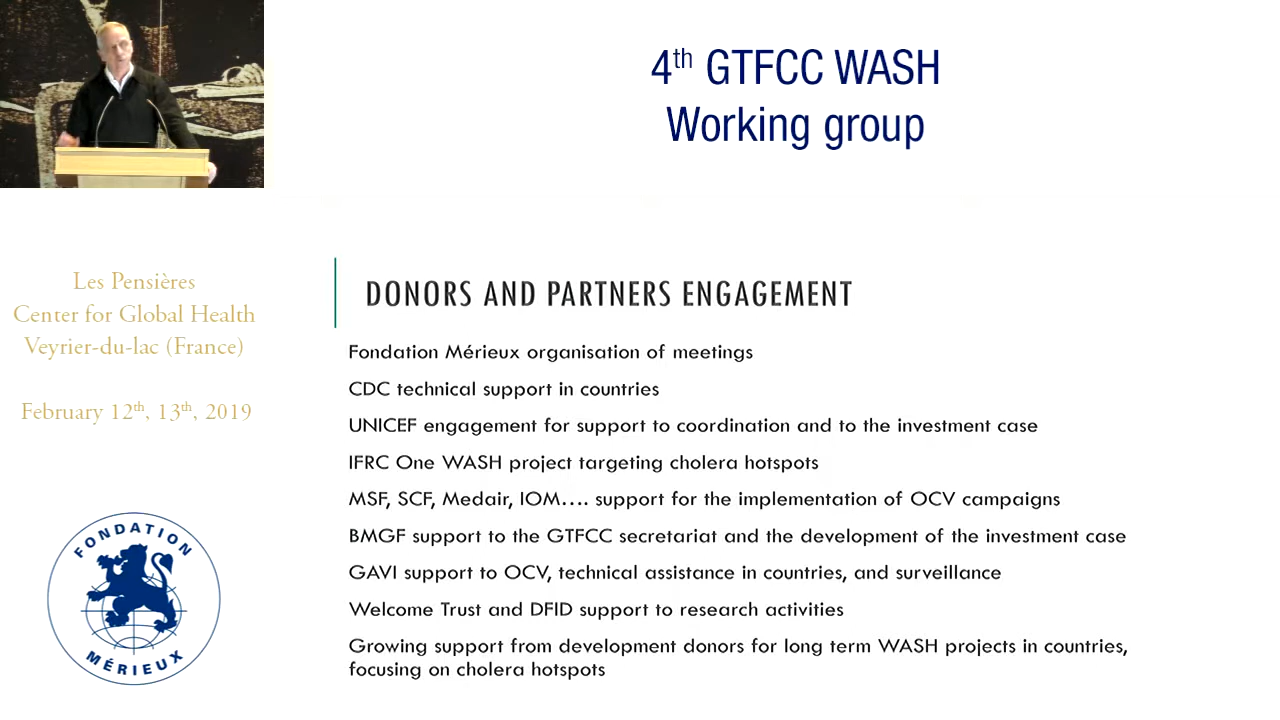 4th GTFCC WASH
Working group
Les Pensières
Center for Global Health
Veyrier-du-lac (France)
February 12th, 13th, 2019
DONORS AND PARTNERS ENGAGEMENT
Fondation Mérieux organisation of meetings
CDC technical support in countries
UNICEF engagement for support to coordination and to the investment case
IFRC One WASH project targeting cholera hotspots
MSF, SCF, Medair, IOM.... support for the implementation of OCV campaigns
BMGF support to the GTFCC secretariat and the development of the investment case
GAVI support to OCV, technical assistance in countries, and surveillance
Welcome Trust and DFID support to research activities
Growing support from development donors for long term WASH projects in countries,
focusing on cholera hotspots
FONDATION
MÉRIEUX